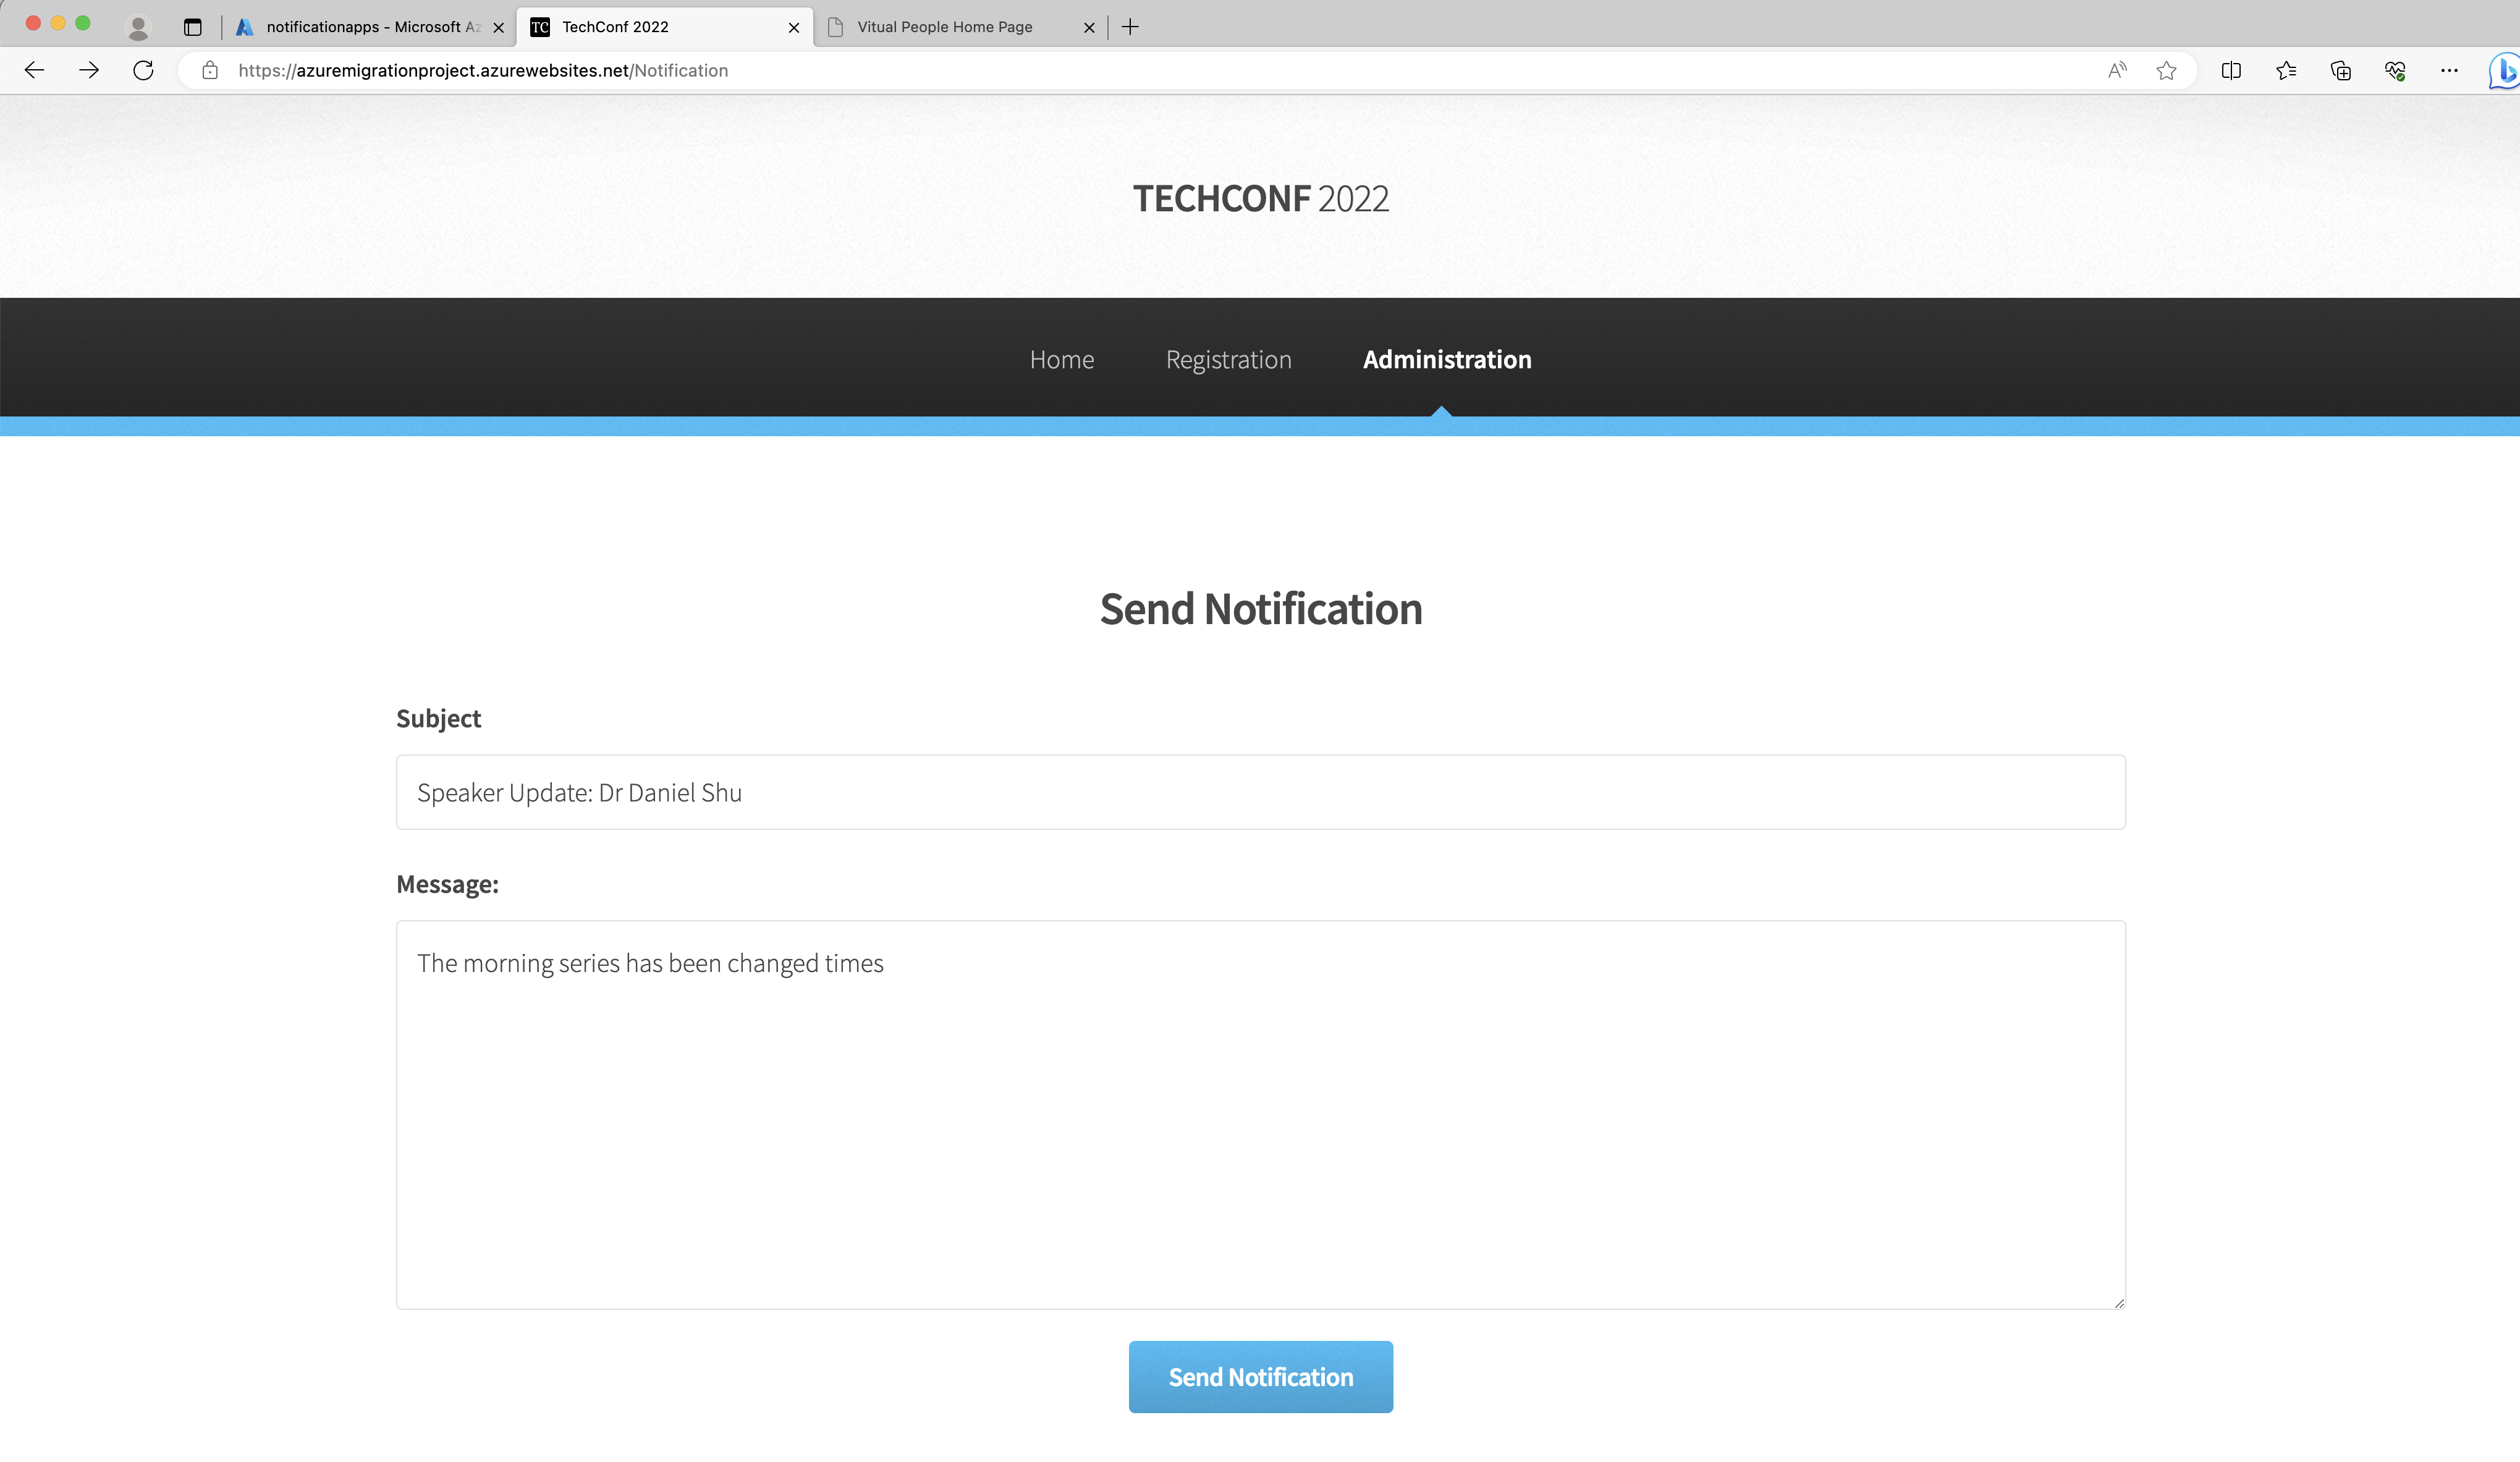 notificationapps - Microsoft Az
TC TechConf 2022
Vitual People Home Page
https://azuremigrationproject.azurewebsites.net/Notification
TECHCONF 2022
Home Registration Administration
Send Notification
Subject
Speaker Update: Dr Daniel Shu
Message:
The morning series has been changed times
Send Notification